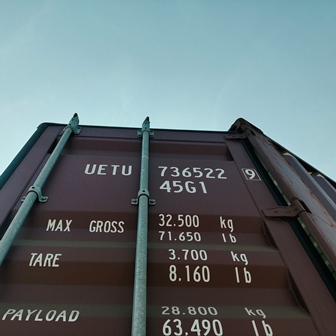 UETU 736522 9
45G1
MAX GROSS 32.500 kg
71.650 lb
TARE 3.700 kg
8.160 lb
PAYLOAD 28.800 kg
63.490 lb